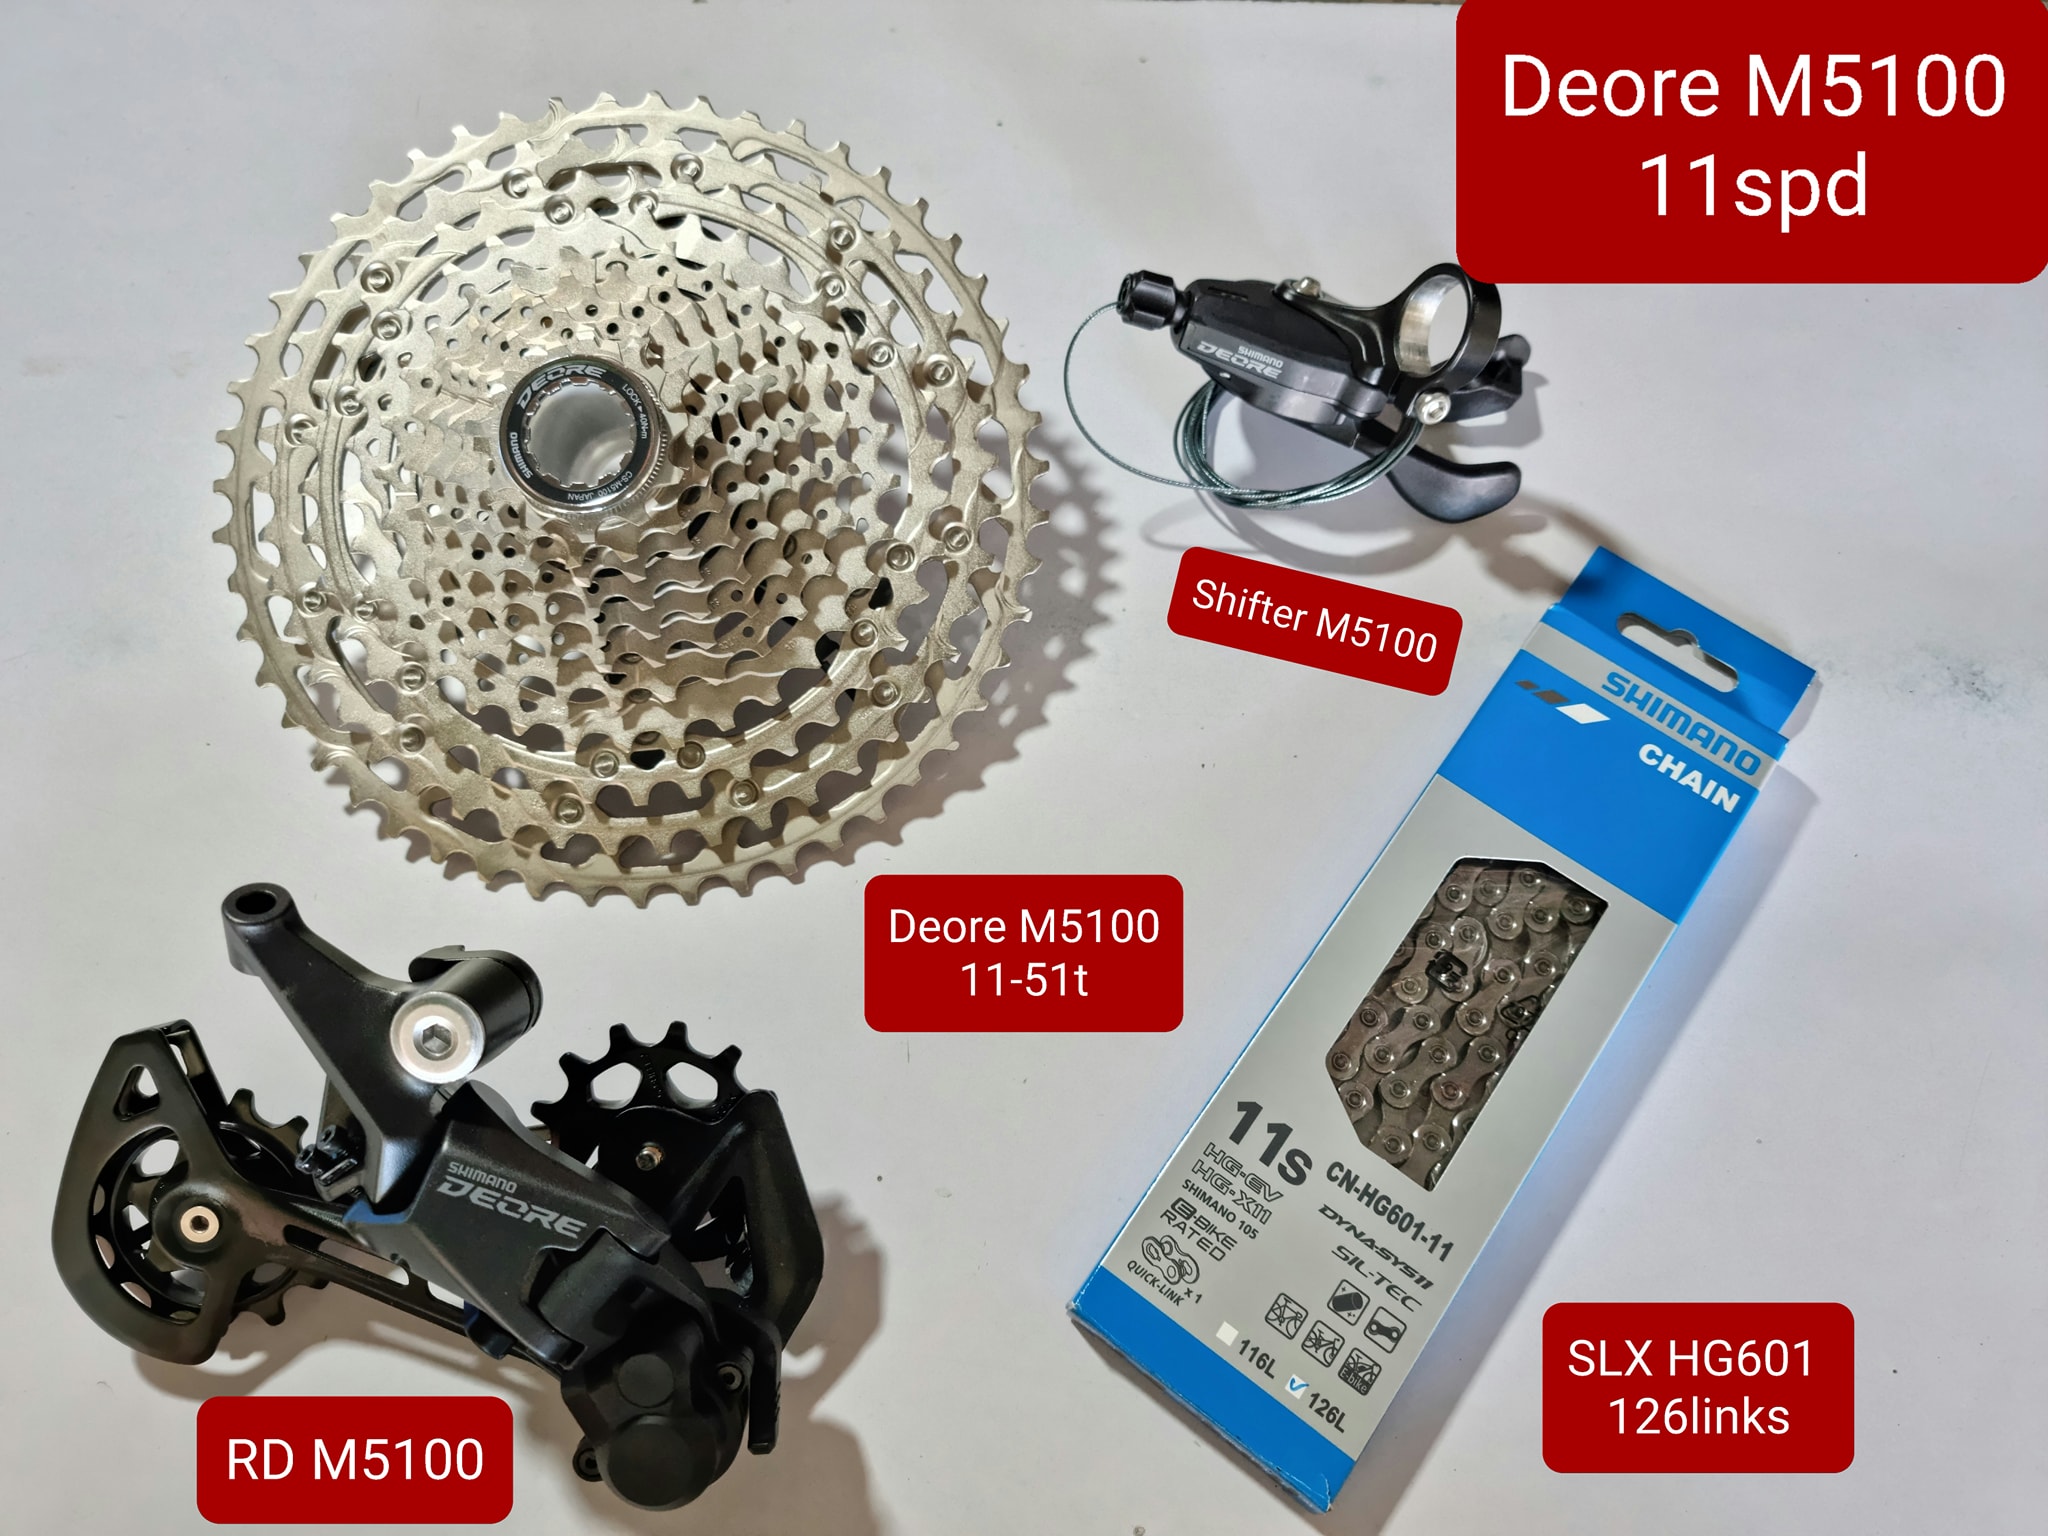 Deore M5100
11spd
DEORE
LOCK 40N·m
SHIMANO
CS-M5100 JAPAN
SHIMANO
DEORE
Shifter M5100
SHIMANO
CHAIN
Deore M5100
11-51t
11s
CN-HG601-11
HG-EV
HG-X11
SHIMANO 105
E-BIKE
RATED
QUICK-LINK x1
DYNASYS11
SIL-TEC
E-bike
116L
126L
SHIMANO
DEORE
SLX HG601
126links
RD M5100